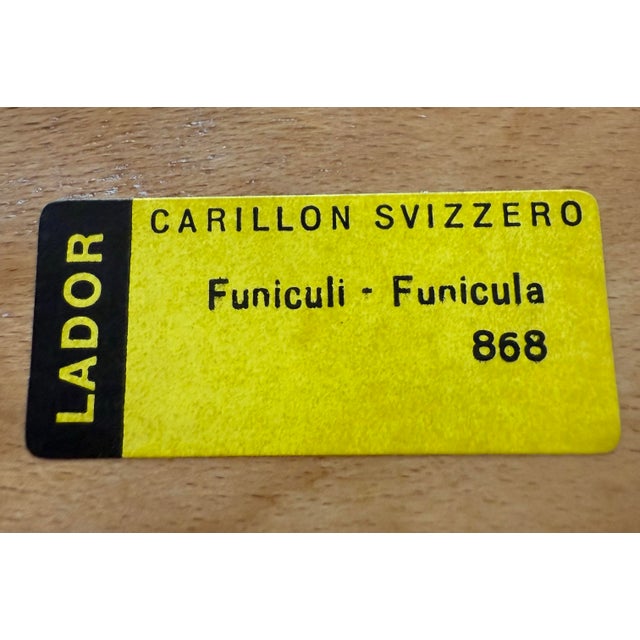 LADOR
CARILLON SVIZZERO
Funiculi - Funicula
868